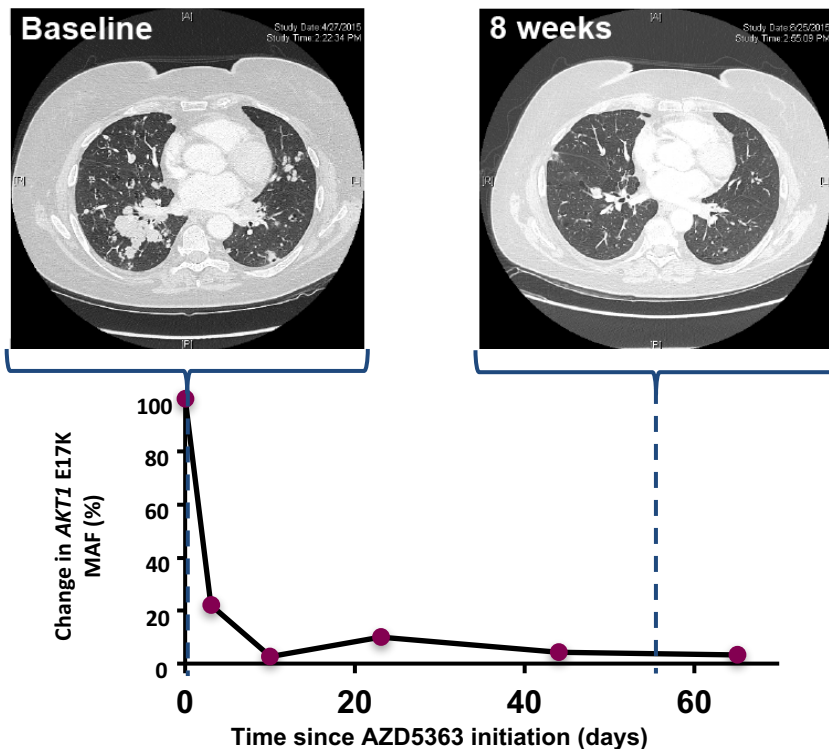 [A]
Baseline
Study Date:4/27/2015
Study Time:2:22:34 PM
[R]
[L]
[P]
[A]
8 weeks
Study Date:6/25/2015
Study Time:2:55:09 PM
[R]
[L]
[P]
Change in AKT1 E17K
MAF (%)
100
80
60
40
20
0
0
20
40
60
Time since AZD5363 initiation (days)